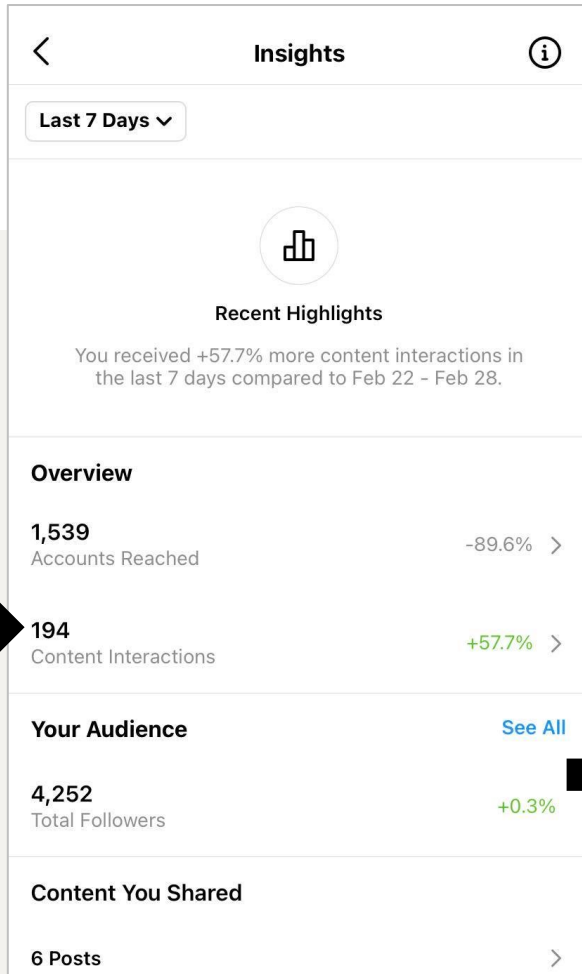 Insights
Last 7 Days
Recent Highlights
You received +57.7% more content interactions in
the last 7 days compared to Feb 22 - Feb 28.
Overview
1,539
Accounts Reached
-89.6%
194
Content Interactions
+57.7%
Your Audience
See All
4,252
Total Followers
+0.3%
Content You Shared
6 Posts